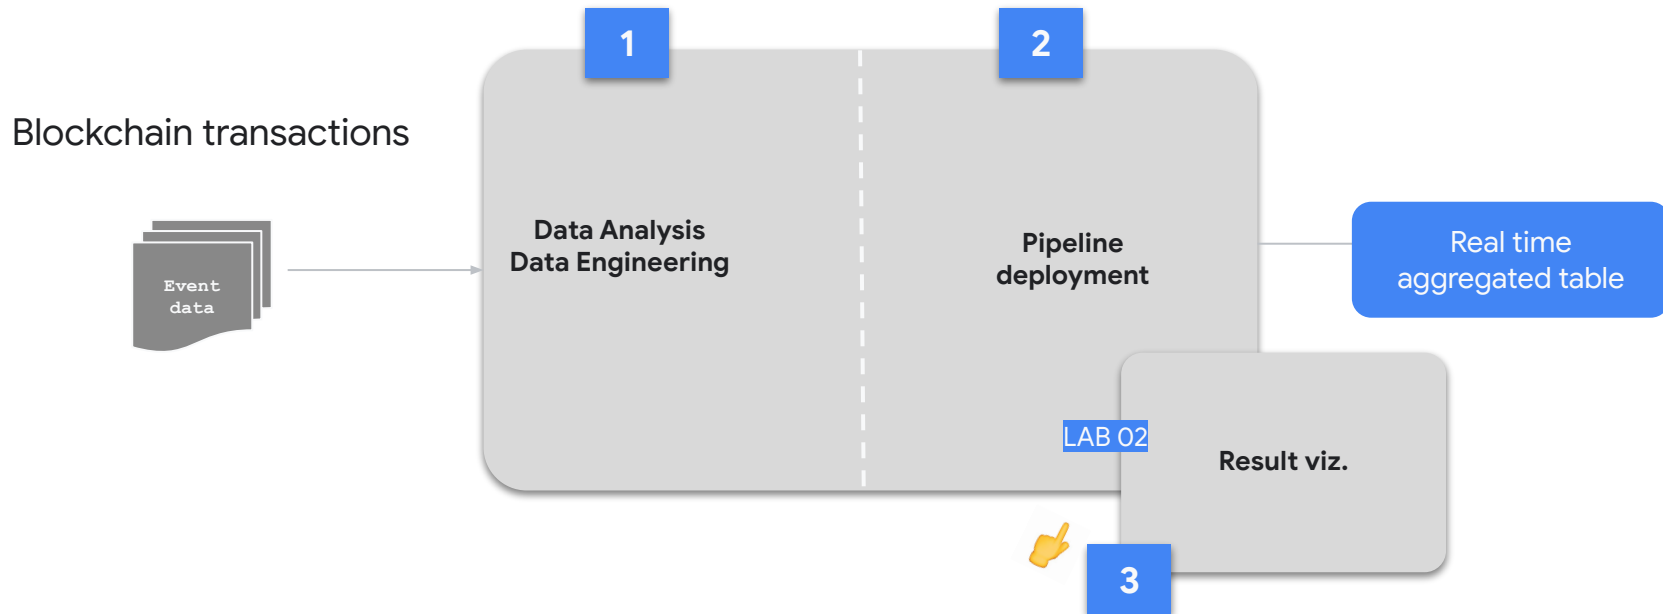 1
2
Blockchain transactions
Event
data
Data Analysis
Data Engineering
Pipeline
deployment
Real time
aggregated table
LAB 02
Result viz.
3